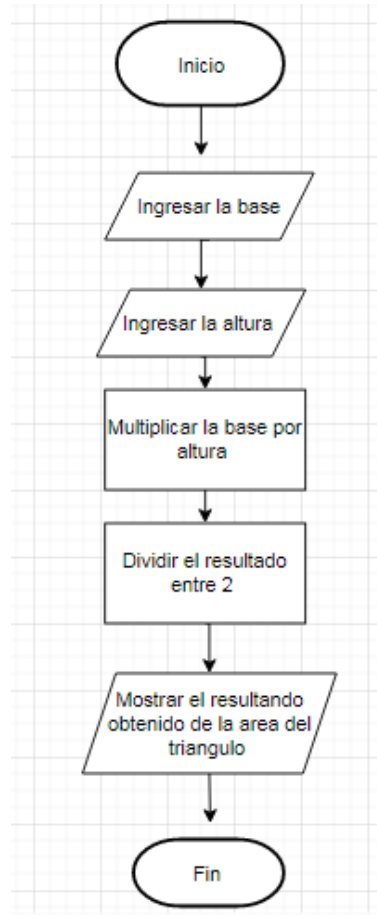 Inicio
Ingresar la base
Ingresar la altura
Multiplicar la base por
altura
Dividir el resultado
entre 2
Mostrar el resultando
obtenido de la area del
triangulo
Fin